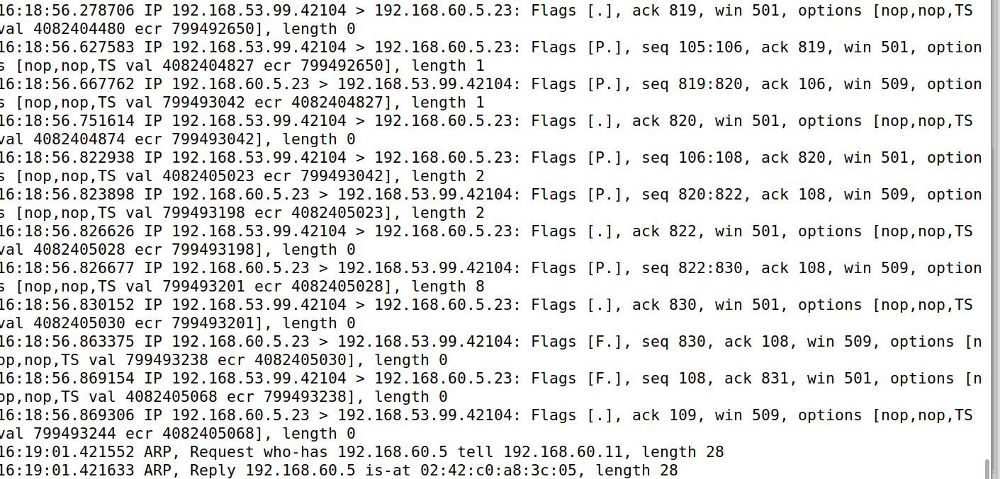 16:18:56.278706 IP 192.168.53.99.42104 > 192.168.60.5.23: Flags [.], ack 819, win 501, options [nop,nop,TS
val 4082404480 ecr 799492650], length 0
16:18:56.627583 IP 192.168.53.99.42104 > 192.168.60.5.23: Flags [P.], seq 105:106, ack 819, win 501, option
s [nop,nop,TS val 4082404827 ecr 799492650], length 1
16:18:56.667762 IP 192.168.60.5.23 > 192.168.53.99.42104: Flags [P.], seq 819:820, ack 106, win 509, option
s [nop,nop,TS val 799493042 ecr 4082404827], length 1
16:18:56.751614 IP 192.168.53.99.42104 > 192.168.60.5.23: Flags [.], ack 820, win 501, options [nop,nop,TS
val 4082404874 ecr 799493042], length 0
16:18:56.822938 IP 192.168.53.99.42104 > 192.168.60.5.23: Flags [P.], seq 106:108, ack 820, win 501, option
s [nop,nop,TS val 4082405023 ecr 799493042], length 2
16:18:56.823898 IP 192.168.60.5.23 > 192.168.53.99.42104: Flags [P.], seq 820:822, ack 108, win 509, option
s [nop,nop,TS val 799493198 ecr 4082405023], length 2
16:18:56.826626 IP 192.168.53.99.42104 > 192.168.60.5.23: Flags [.], ack 822, win 501, options [nop,nop,TS
val 4082405028 ecr 799493198], length 0
16:18:56.826677 IP 192.168.60.5.23 > 192.168.53.99.42104: Flags [P.], seq 822:830, ack 108, win 509, option
s [nop,nop,TS val 799493201 ecr 4082405028], length 8
16:18:56.830152 IP 192.168.53.99.42104 > 192.168.60.5.23: Flags [.], ack 830, win 501, options [nop,nop,TS
val 4082405030 ecr 799493201], length 0
16:18:56.863375 IP 192.168.60.5.23 > 192.168.53.99.42104: Flags [F.], seq 830, ack 108, win 509, options [n
op,nop,TS val 799493238 ecr 4082405030], length 0
16:18:56.869154 IP 192.168.53.99.42104 > 192.168.60.5.23: Flags [F.], seq 108, ack 831, win 501, options [n
op,nop,TS val 4082405068 ecr 799493238], length 0
16:18:56.869306 IP 192.168.60.5.23 > 192.168.53.99.42104: Flags [.], ack 109, win 509, options [nop,nop,TS
val 799493244 ecr 4082405068], length 0
16:19:01.421552 ARP, Request who-has 192.168.60.5 tell 192.168.60.11, length 28
16:19:01.421633 ARP, Reply 192.168.60.5 is-at 02:42:c0:a8:3c:05, length 28